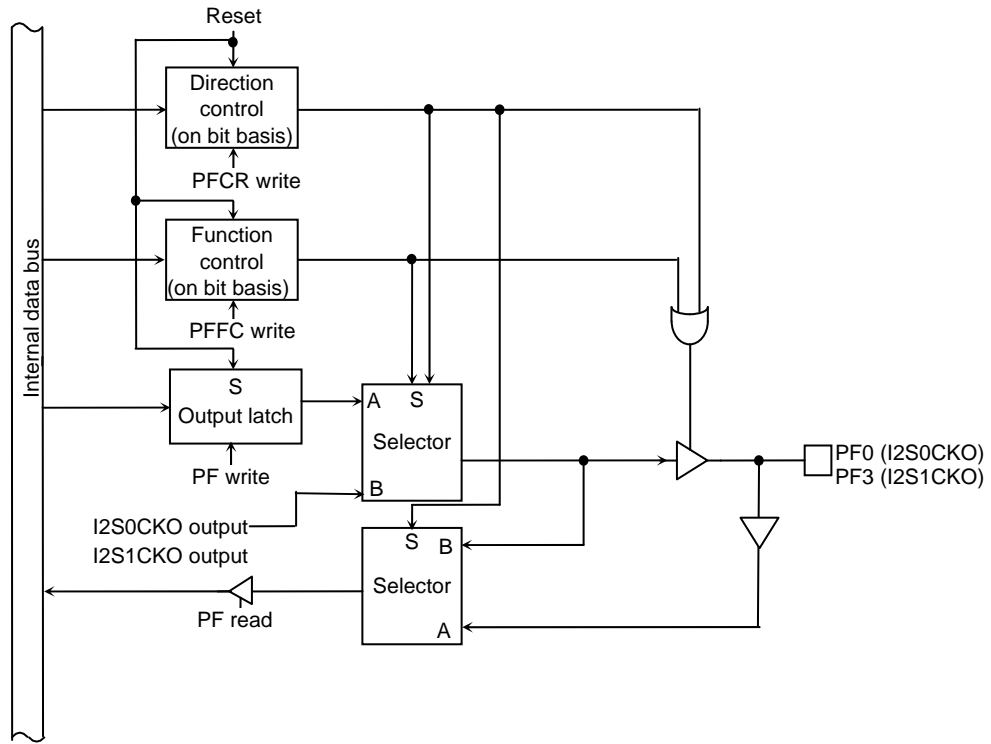 Reset
Direction
control
(on bit basis)
PFCR write
Function
control
(on bit basis)
PFFC write
Internal data bus
S
Output latch
PF write
A
S
Selector
B
I2S0CKO output
I2S1CKO output
PF0 (I2S0CKO)
PF3 (I2S1CKO)
S
B
Selector
A
PF read